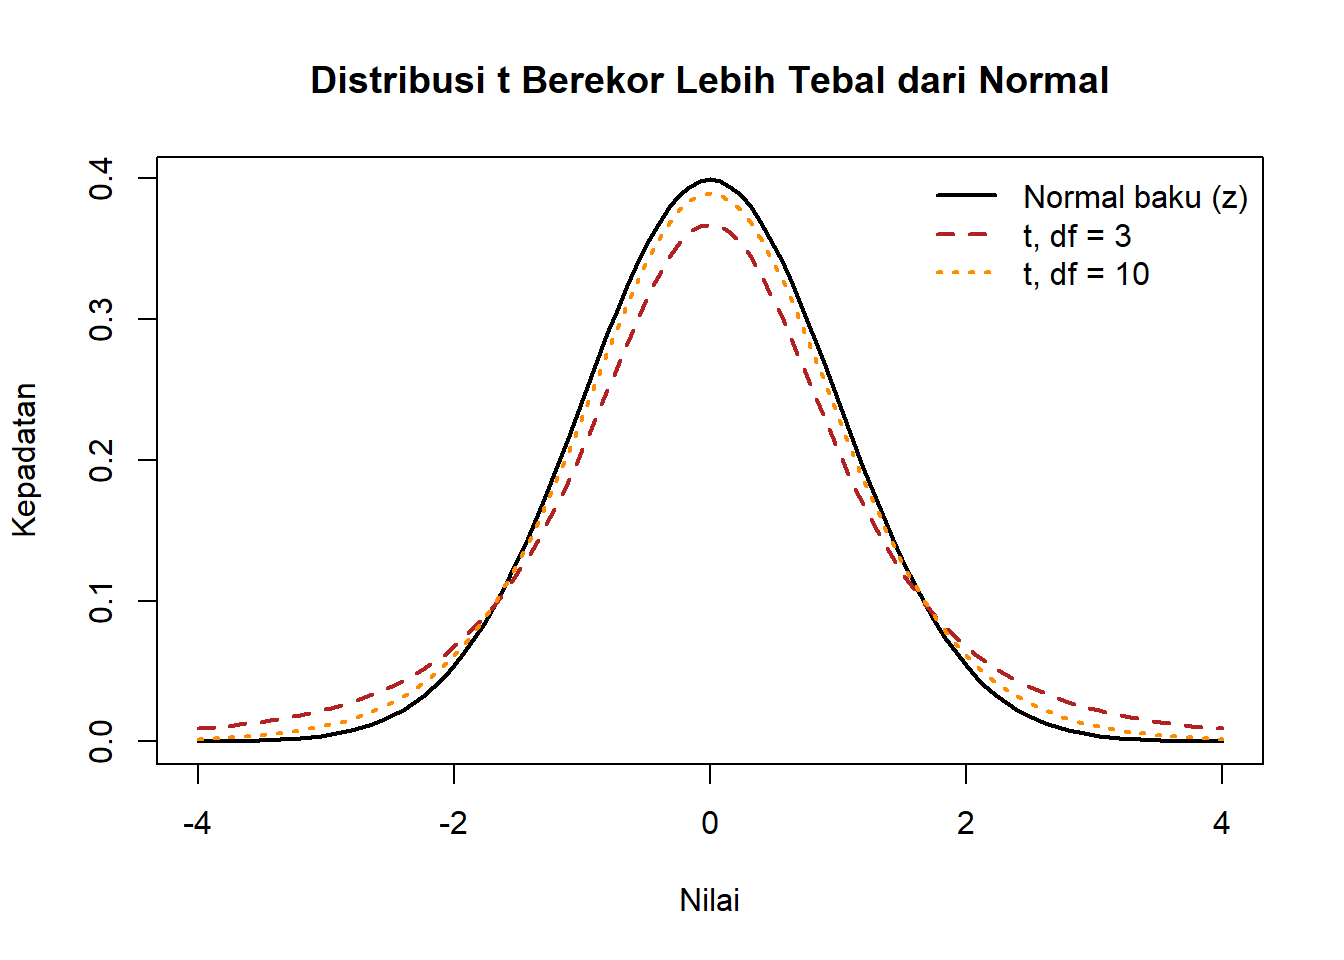 Distribusi t Berekor Lebih Tebal dari Normal
Normal baku (z)
t, df = 3
t, df = 10
Kepadatan
0.4
0.3
0.2
0.1
0.0
-4
-2
0
2
4
Nilai